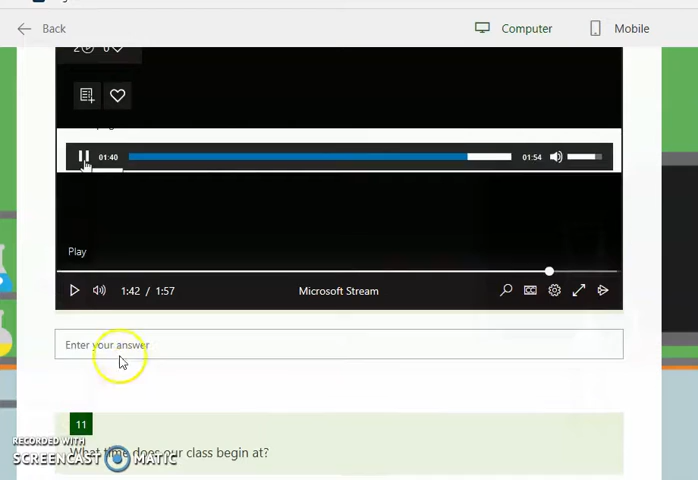 Back
Computer
Mobile
01:40
01:54
Play
1:42 / 1:57
Microsoft Stream
CC
Enter your answer
11
What time does our class begin at?
RECORDED WITH
SCREENCAST MATIC